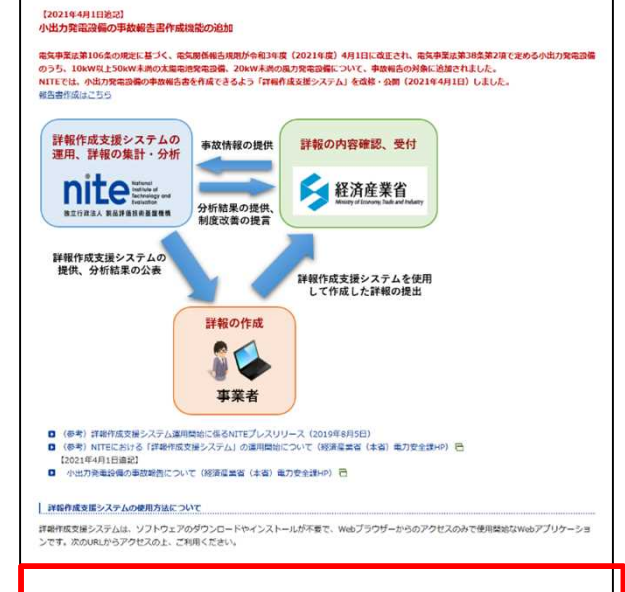 【2021年4月1日追記】
小出力発電設備の事故報告書作成機能の追加
電気事業法第106条の規定に基づく、電気関係報告規則が令和3年度（2021年度）4月1日に改正され、電気事業法第38条第2項で定める小出力発電設備
のうち、10kW以上50kW未満の太陽電池発電設備、20kW未満の風力発電設備について、事故報告の対象に追加されました。
NITEでは、小出力発電設備の事故報告書を作成できるよう「詳報作成支援システム」を改修・公開（2021年4月1日）しました。
報告書作成はこちら
詳報作成支援システムの
運用、詳報の集計・分析
nite National Institute of Technology and Evaluation
独立行政法人 製品評価技術基盤機構
事故情報の提供
分析結果の提供、
制度改善の提言
詳報の内容確認、受付
経済産業省
Ministry of Economy, Trade and Industry
詳報作成支援システムの
提供、分析結果の公表
詳報作成支援システムを使用
して作成した詳報の提出
詳報の作成
事業者
（参考）詳報作成支援システム運用開始に係るNITEプレスリリース（2019年8月5日）
（参考）NITEにおける「詳報作成支援システム」の運用開始について（経済産業省（本省）電力安全課HP）
【2021年4月1日追記】
小出力発電設備の事故報告について（経済産業省（本省）電力安全課HP）
詳報作成支援システムの使用方法について
詳報作成支援システムは、ソフトウェアのダウンロードやインストールが不要で、Webブラウザーからのアクセスのみで使用開始なWebアプリケーショ
ンです。次のURLからアクセスの上、ご利用ください。